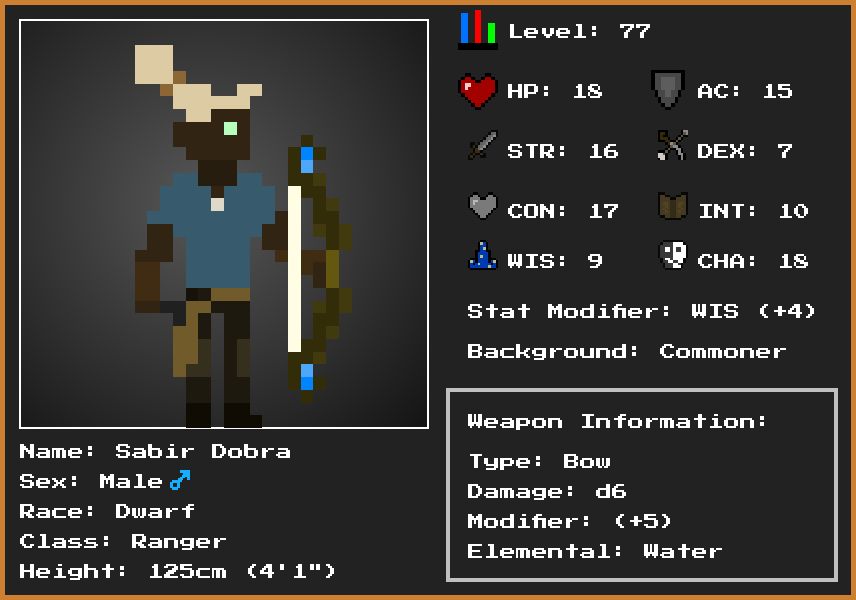 Level: 77
HP: 18 AC: 15
STR: 16 DEX: 7
CON: 17 INT: 10
WIS: 9 CHA: 18
Stat Modifier: WIS (+4)
Background: Commoner
Weapon Information:
Type: Bow
Damage: d6
Modifier: (+5)
Elemental: Water
Name: Sabir Dobra
Sex: Male ♂
Race: Dwarf
Class: Ranger
Height: 125cm (4'1")